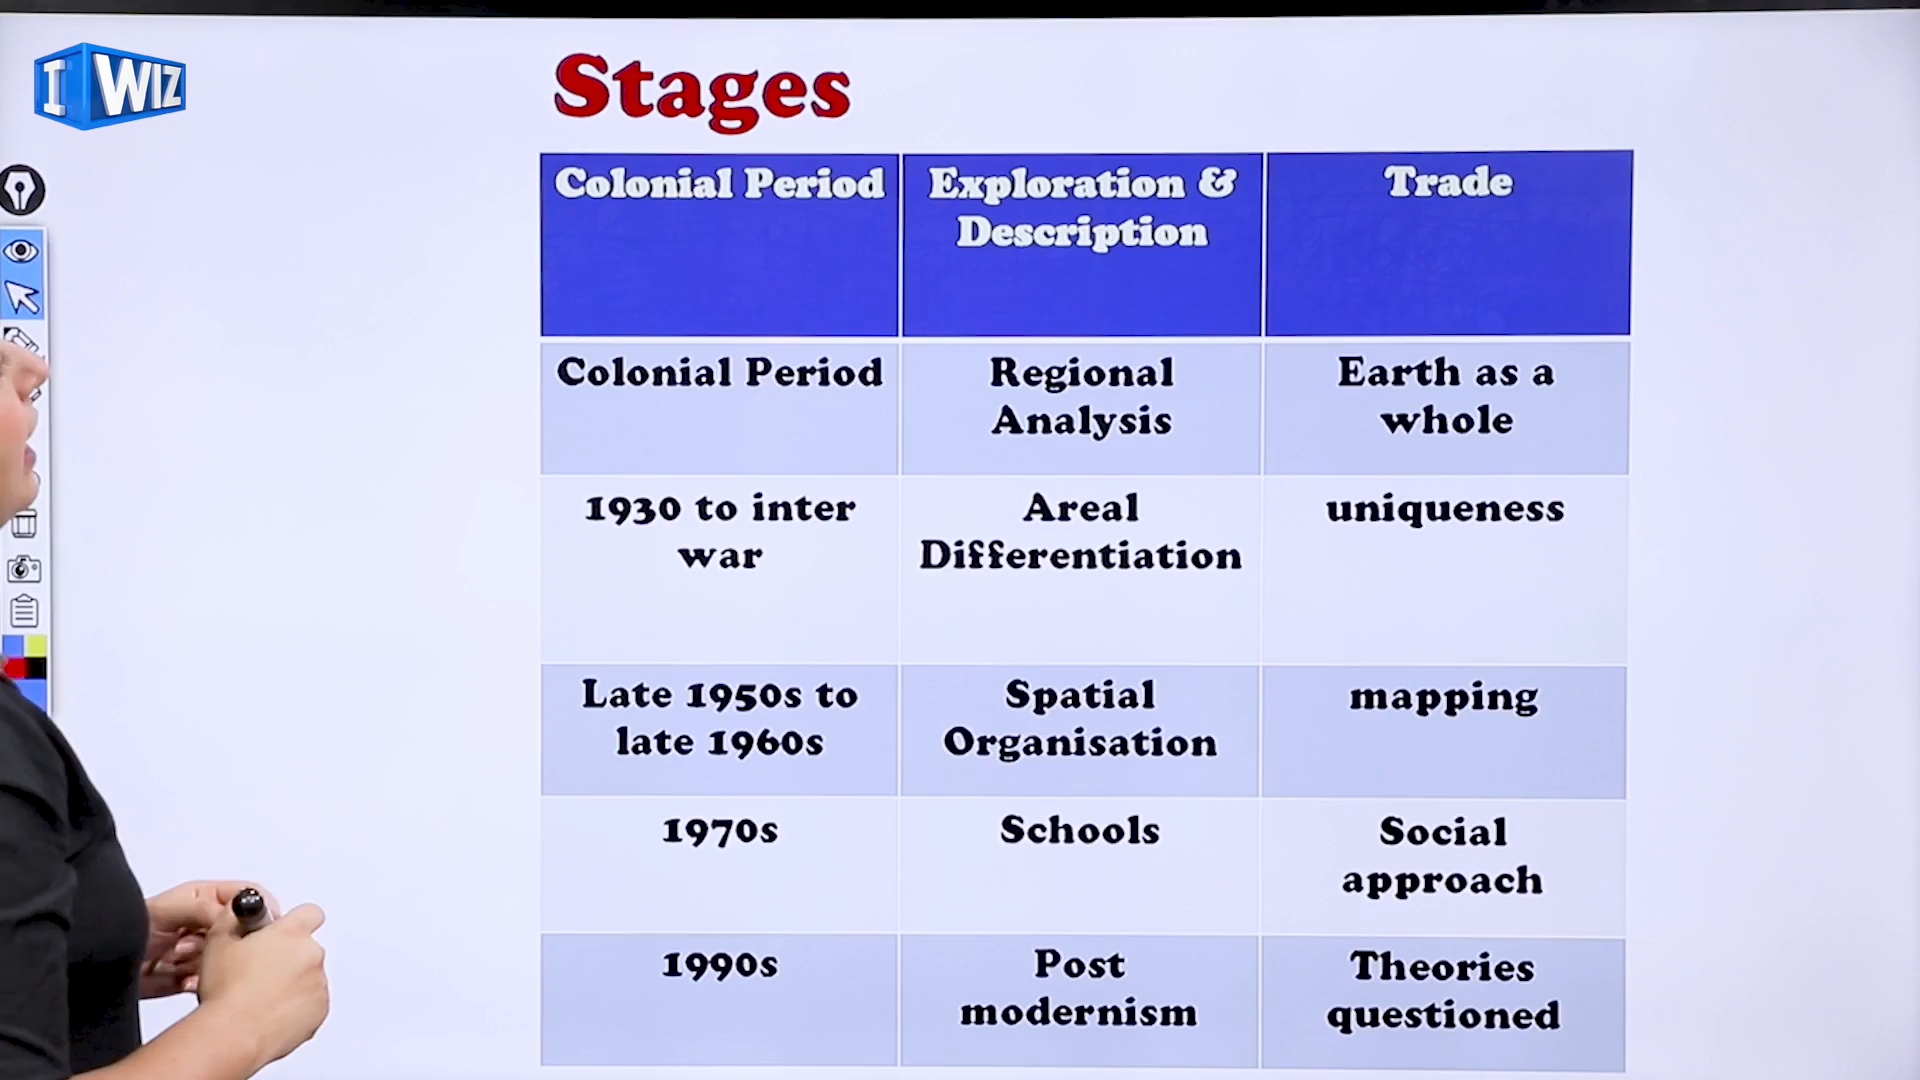 I WIZ
Stages
Colonial Period
Exploration &
Description
Trade
Colonial Period
Regional
Analysis
Earth as a
whole
1930 to inter
war
Areal
Differentiation
uniqueness
Late 1950s to
late 1960s
Spatial
Organisation
mapping
1970s
Schools
Social
approach
1990s
Post
modernism
Theories
questioned